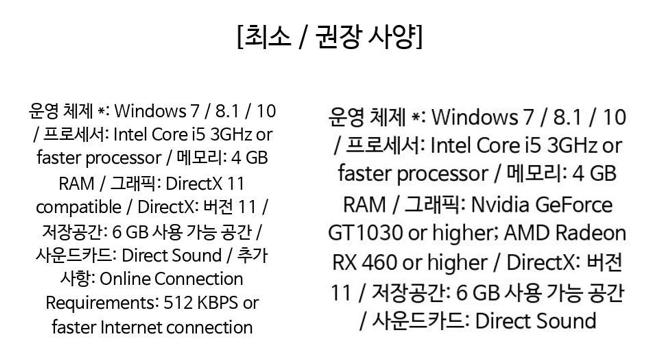 [최소 / 권장 사양]
운영 체제 *: Windows 7 / 8.1 / 10
/ 프로세서: Intel Core i5 3GHz or
faster processor / 메모리: 4 GB
RAM / 그래픽: DirectX 11
compatible / DirectX: 버전 11 /
저장공간: 6 GB 사용 가능 공간 /
사운드카드: Direct Sound / 추가
사항: Online Connection
Requirements: 512 KBPS or
faster Internet connection
운영 체제 *: Windows 7 / 8.1 / 10
/ 프로세서: Intel Core i5 3GHz or
faster processor / 메모리: 4 GB
RAM / 그래픽: Nvidia GeForce
GT1030 or higher; AMD Radeon
RX 460 or higher / DirectX: 버전
11 / 저장공간: 6 GB 사용 가능 공간
/ 사운드카드: Direct Sound